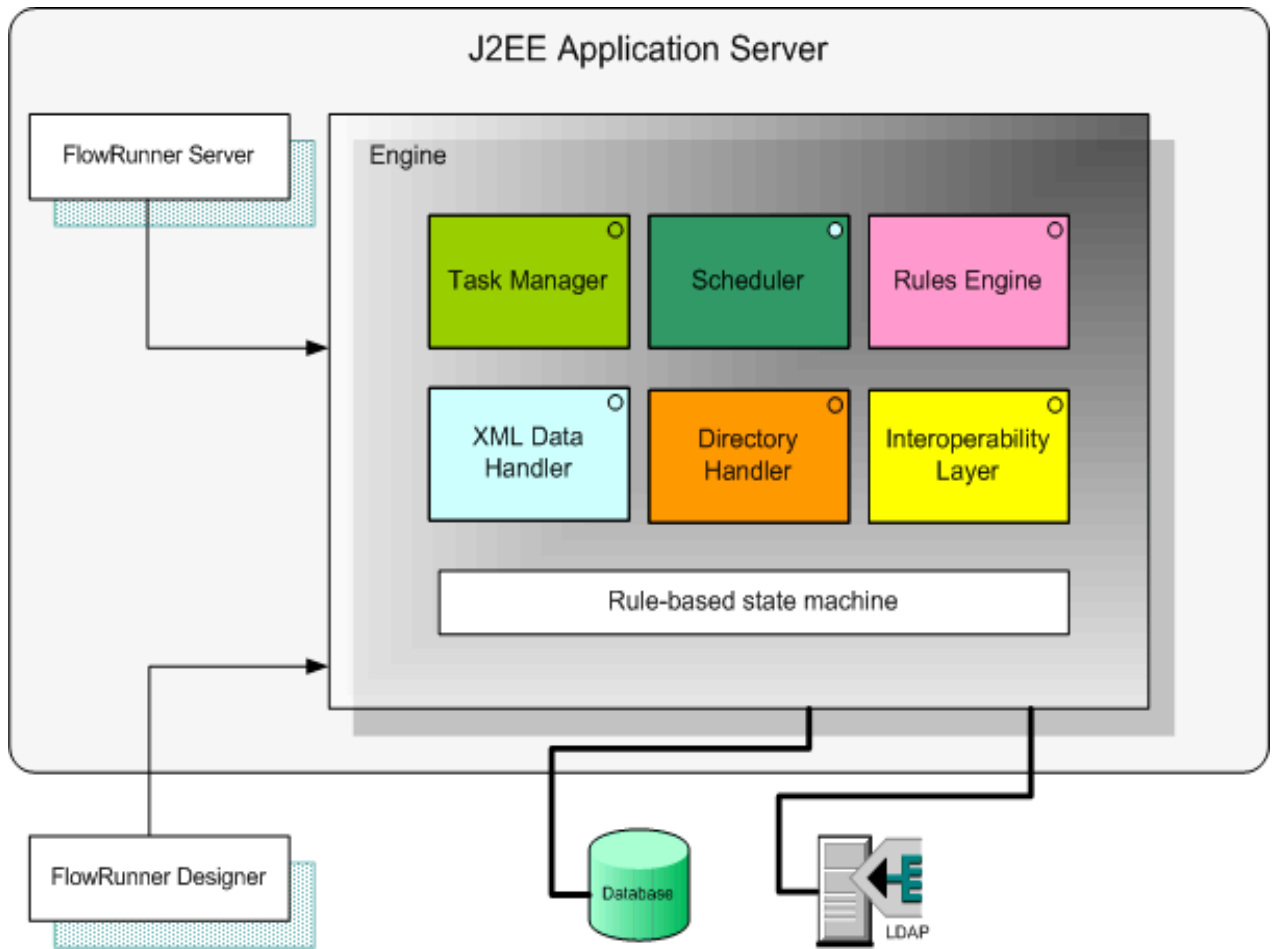 J2EE Application Server
FlowRunner Server
Engine
Task Manager
Scheduler
Rules Engine
XML Data
Handler
Directory
Handler
Interoperability
Layer
Rule-based state machine
FlowRunner Designer
Database
LDAP